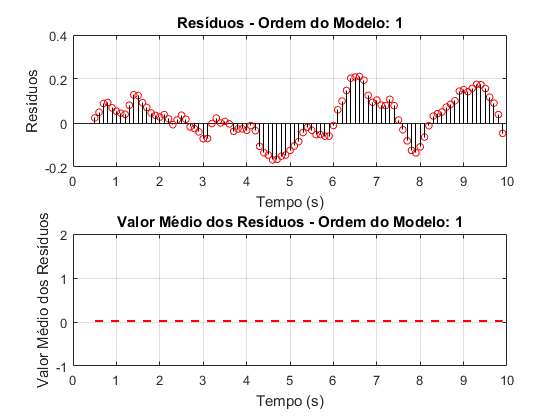 Resíduos - Ordem do Modelo: 1
0.4
0.2
0
-0.2
Resíduos
0 1 2 3 4 5 6 7 8 9 10
Tempo (s)
Valor Médio dos Resíduos - Ordem do Modelo: 1
2
1
0
-1
Valor Médio dos Resíduos
0 1 2 3 4 5 6 7 8 9 10
Tempo (s)